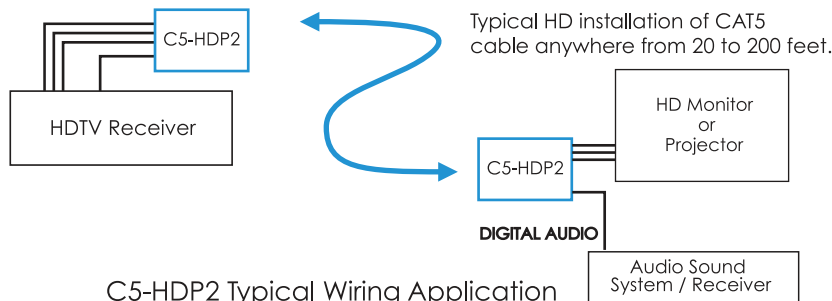 C5-HDP2
HDTV Receiver
Typical HD installation of CAT5
cable anywhere from 20 to 200 feet.
HD Monitor
or
Projector
C5-HDP2
DIGITAL AUDIO
Audio Sound
System / Receiver
C5-HDP2 Typical Wiring Application